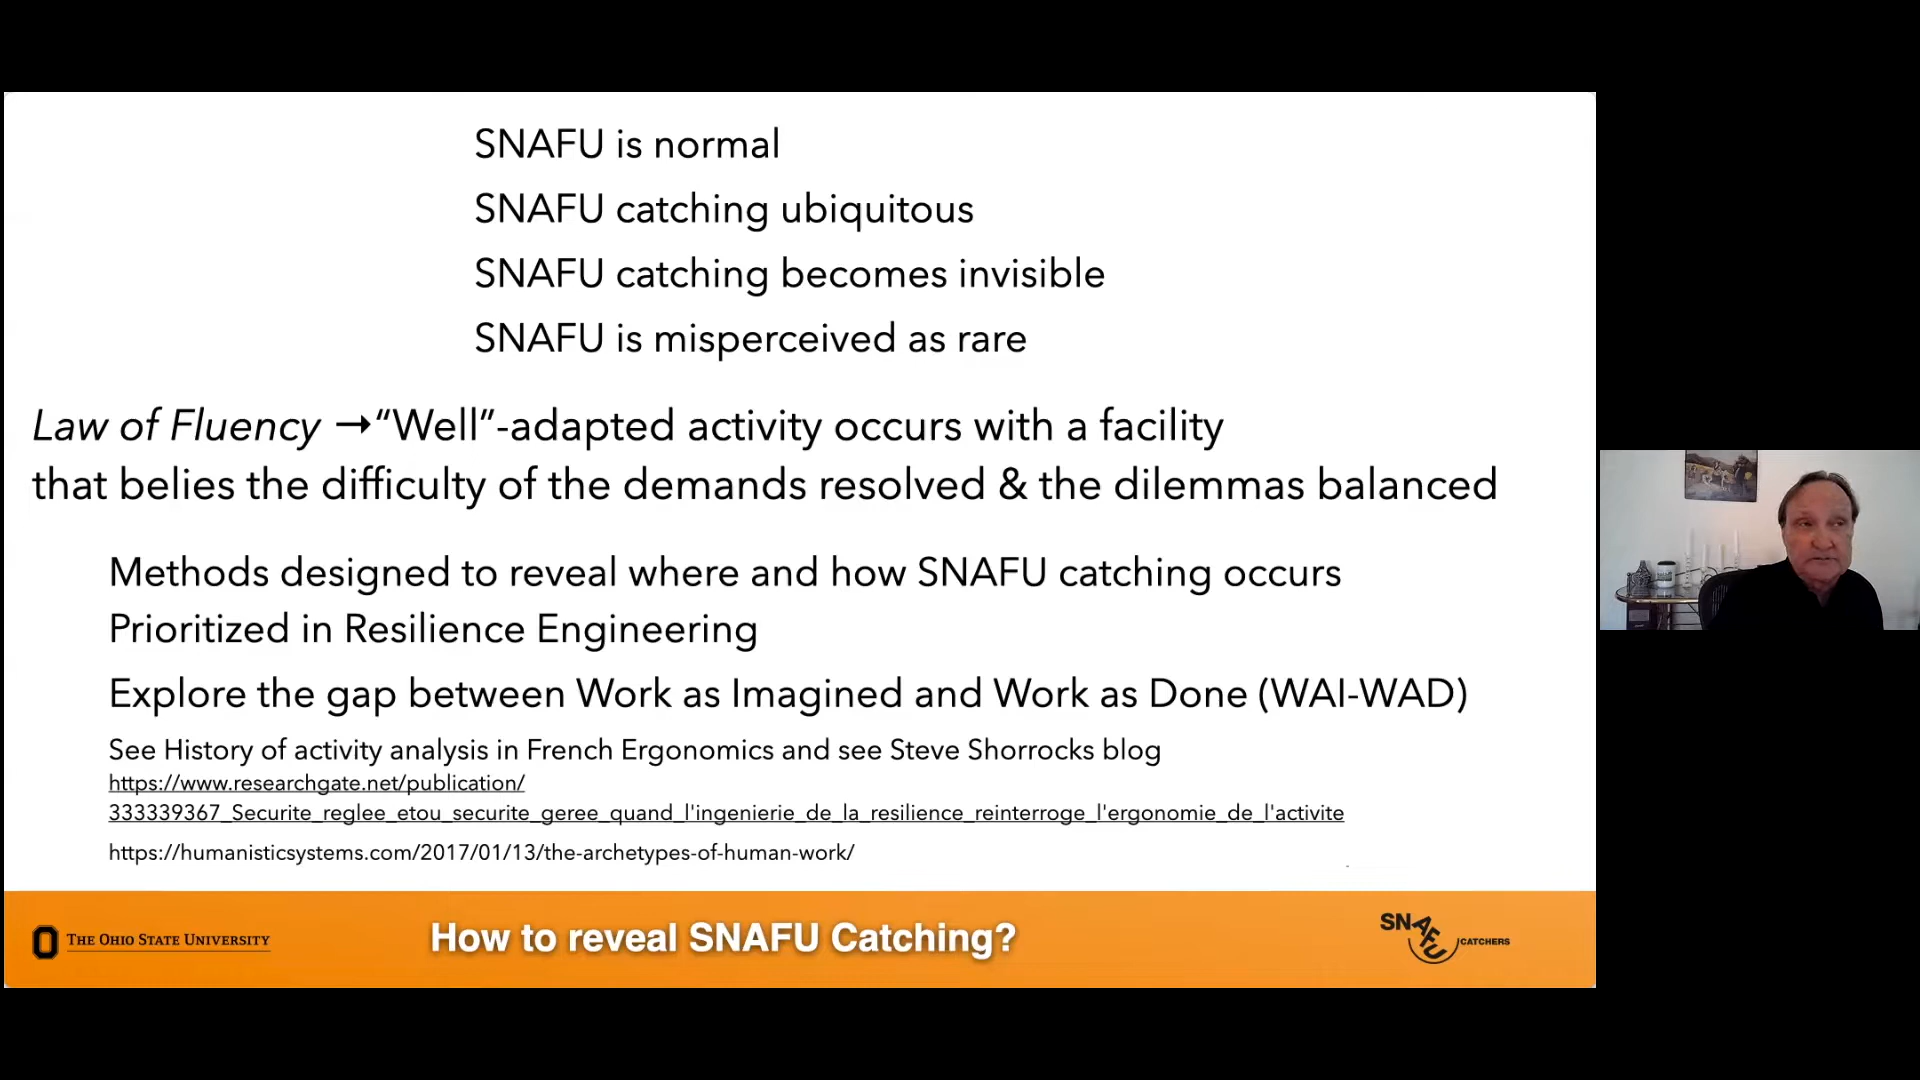 SNAFU is normal
SNAFU catching ubiquitous
SNAFU catching becomes invisible
SNAFU is misperceived as rare
Law of Fluency →“Well”-adapted activity occurs with a facility
that belies the difficulty of the demands resolved & the dilemmas balanced
Methods designed to reveal where and how SNAFU catching occurs
Prioritized in Resilience Engineering
Explore the gap between Work as Imagined and Work as Done (WAI-WAD)
See History of activity analysis in French Ergonomics and see Steve Shorrocks blog
https://www.researchgate.net/publication/
333339367_Securite_reglee_etou_securite_geree_quand_l'ingenierie_de_la_resilience_reinterroge_l'ergonomie_de_l'activite
https://humanisticsystems.com/2017/01/13/the-archetypes-of-human-work/
THE OHIO STATE UNIVERSITY
How to reveal SNAFU Catching?
SNAFU CATCHERS